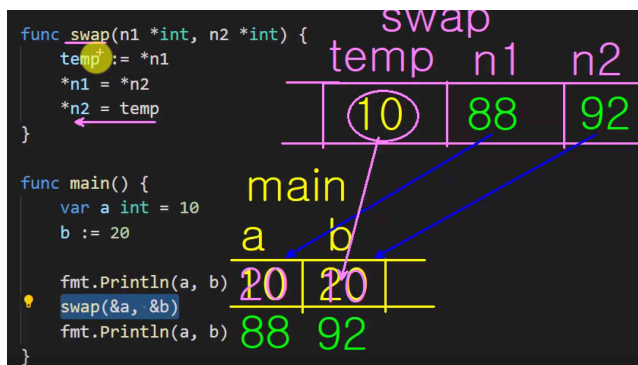 func swap(n1 *int, n2 *int) {
    temp := *n1
    *n1 = *n2
    *n2 = temp
}
func main() {
    var a int = 10
    b := 20
    fmt.Println(a, b)
    swap(&a, &b)
    fmt.Println(a, b)
}
swap
temp n1 n2
10 88 92
main
a b
20 10
88 92